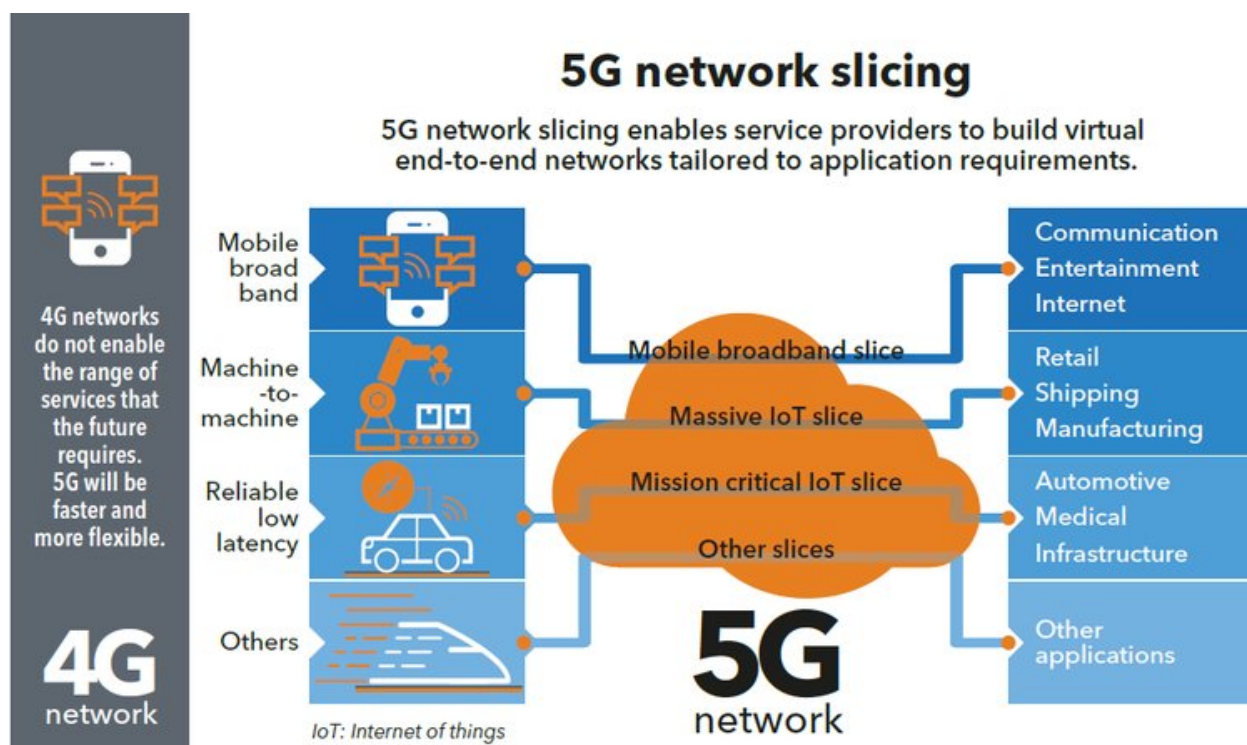 5G network slicing
5G network slicing enables service providers to build virtual
end-to-end networks tailored to application requirements.
4G networks
do not enable
the range of
services that
the future
requires.
5G will be
faster and
more flexible.
4G
network
Mobile
broad
band
Machine
-to-
machine
Reliable
low
latency
Others
IoT: Internet of things
Mobile broadband slice
Massive IoT slice
Mission critical IoT slice
Other slices
5G
network
Communication
Entertainment
Internet
Retail
Shipping
Manufacturing
Automotive
Medical
Infrastructure
Other
applications